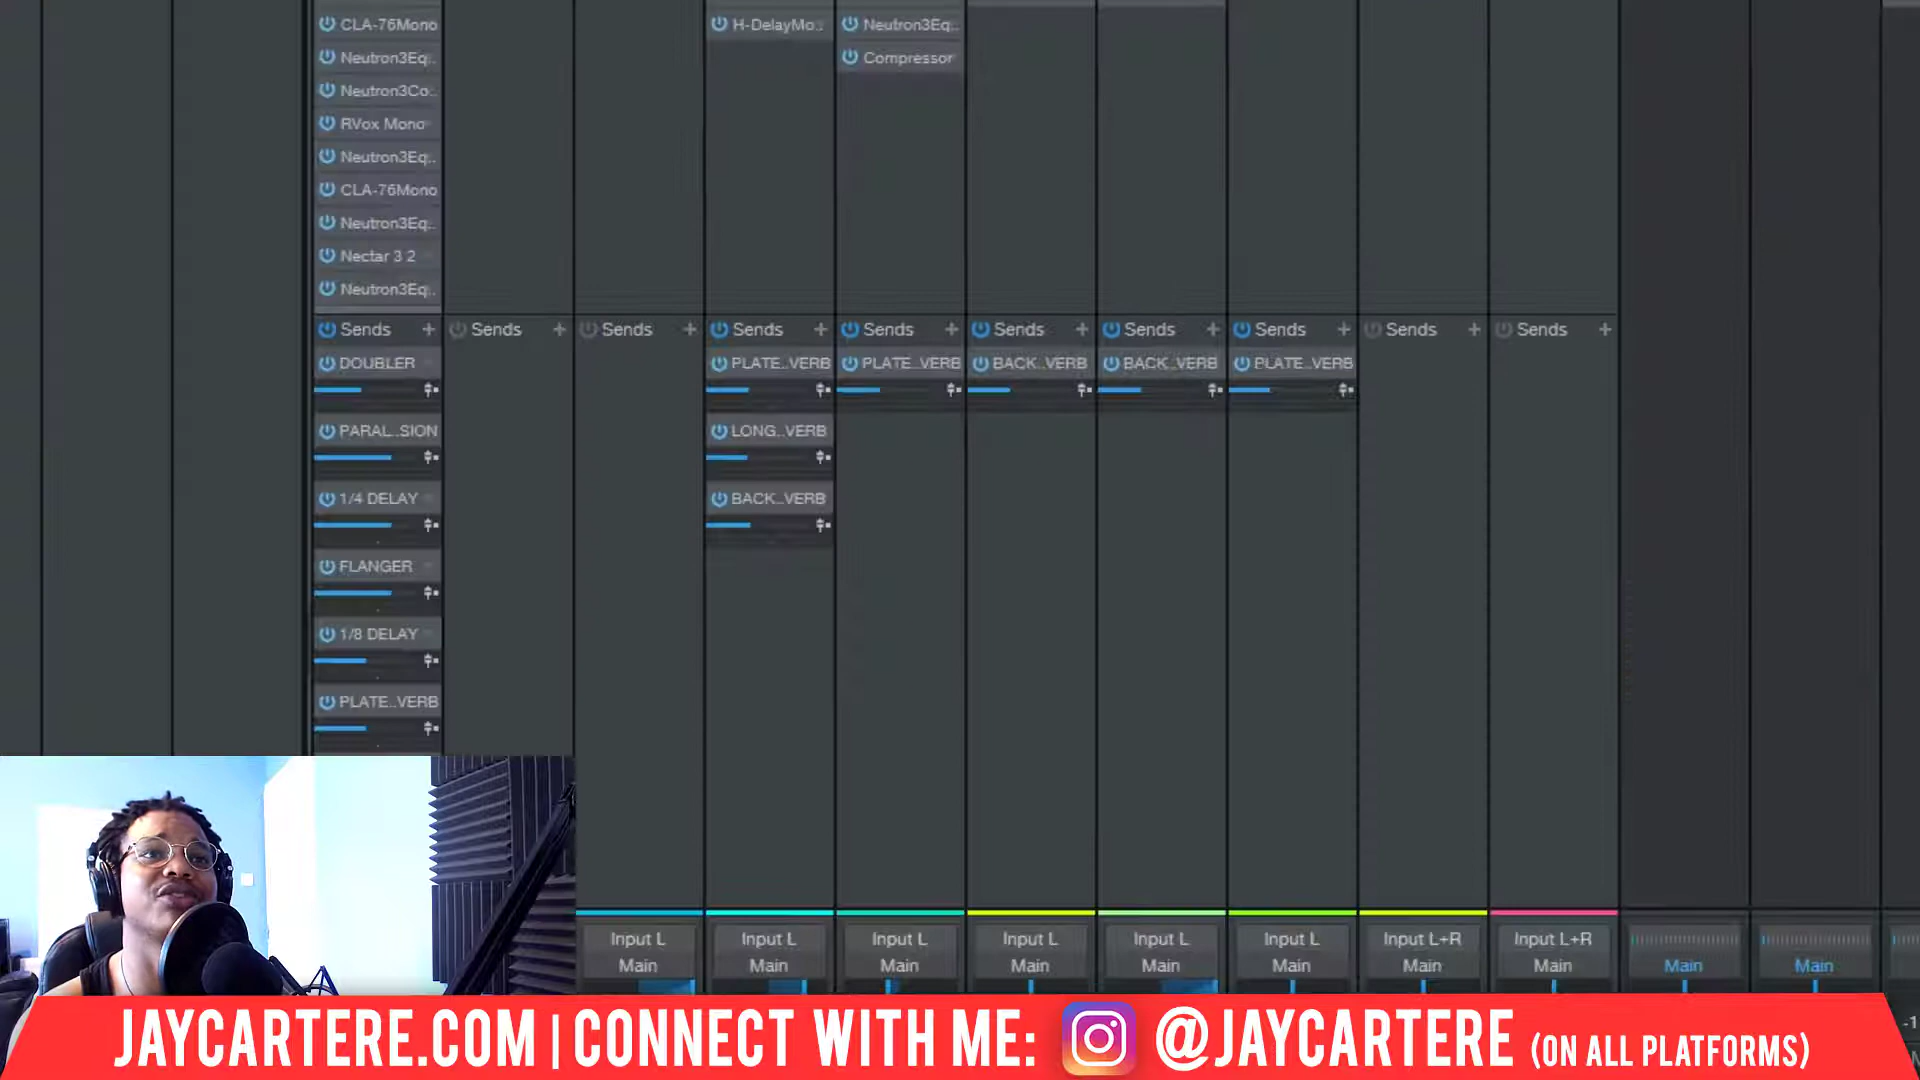 CLA-76Mono
Neutron3Eq..
Neutron3Co..
RVox Mono
Neutron3Eq..
CLA-76Mono
Neutron3Eq..
Nectar 3 2
Neutron3Eq..
H-DelayMo..
Neutron3Eq..
Compressor
Sends + Sends + Sends + Sends + Sends + Sends + Sends + Sends + Sends + Sends +
DOUBLER
PARAL..SION
1/4 DELAY
FLANGER
1/8 DELAY
PLATE..VERB
PLATE..VERB
LONG..VERB
BACK..VERB
PLATE..VERB
BACK..VERB
BACK..VERB
PLATE..VERB
Input L Input L Input L Input L Input L Input L Input L+R Input L+R
Main Main Main Main Main Main Main Main Main Main
JAYCARTERE.COM | CONNECT WITH ME: @JAYCARTERE (ON ALL PLATFORMS)